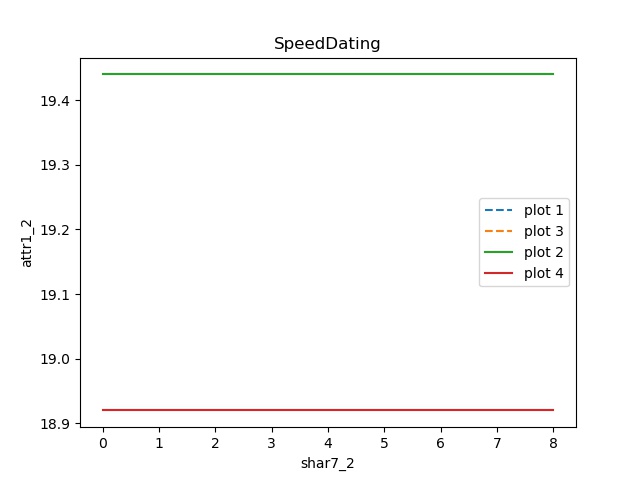 SpeedDating
19.4
19.3
19.2
19.1
19.0
18.9
attr1_2
plot 1
plot 3
plot 2
plot 4
0 1 2 3 4 5 6 7 8
shar7_2